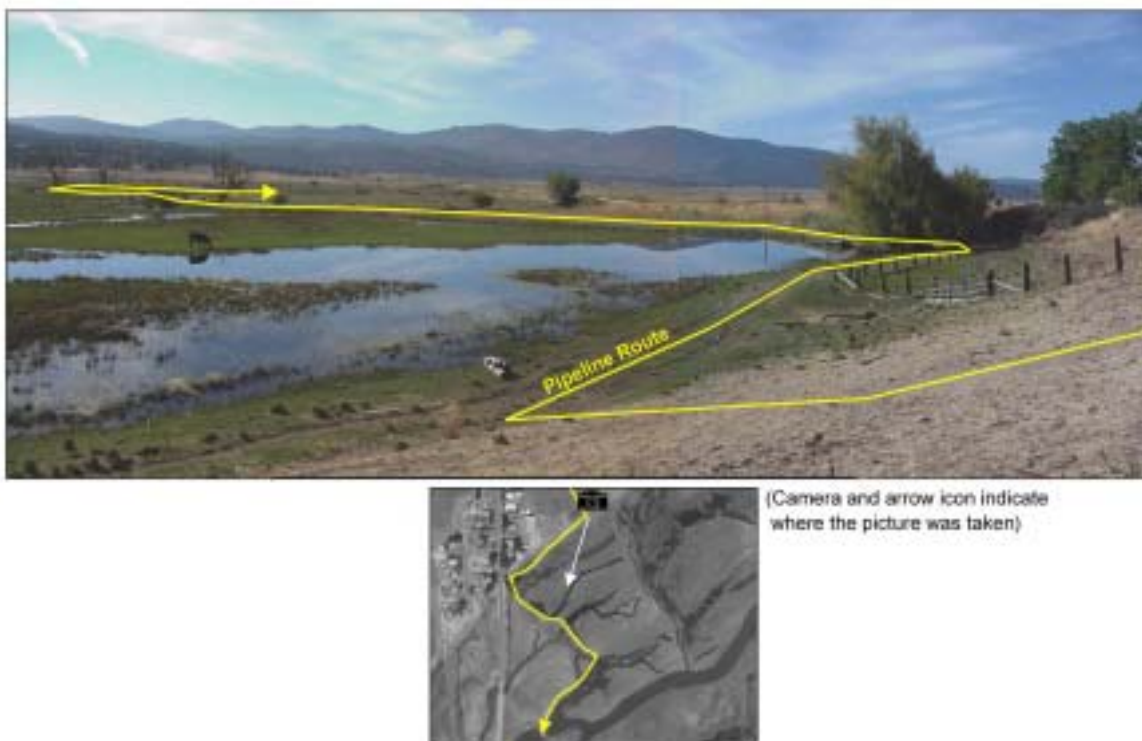 Pipeline Route
(Camera and arrow icon indicate
where the picture was taken)